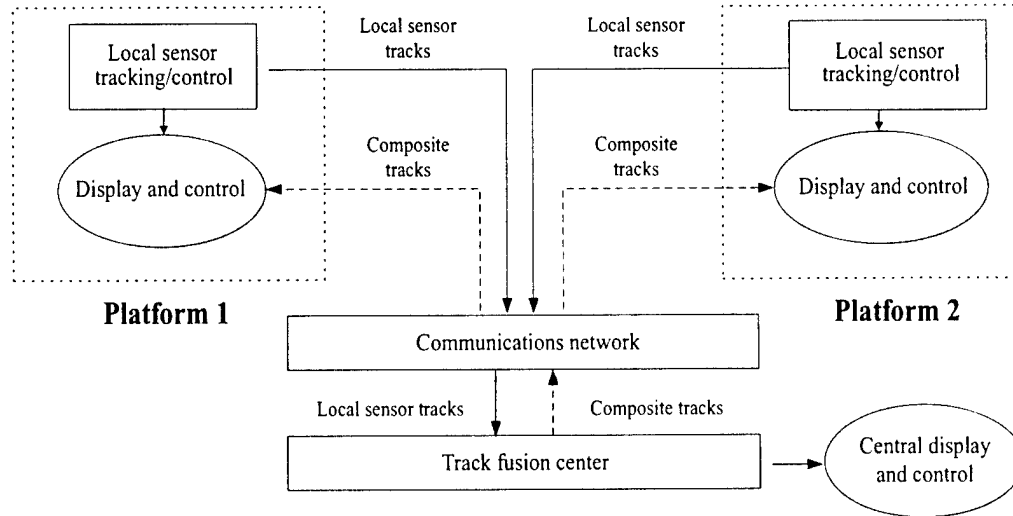 Local sensor
tracks
Local sensor
tracks
Local sensor
tracking/control
Local sensor
tracking/control
Composite
tracks
Composite
tracks
Display and control
Display and control
Platform 1
Platform 2
Communications network
Local sensor tracks
Composite tracks
Track fusion center
Central display
and control